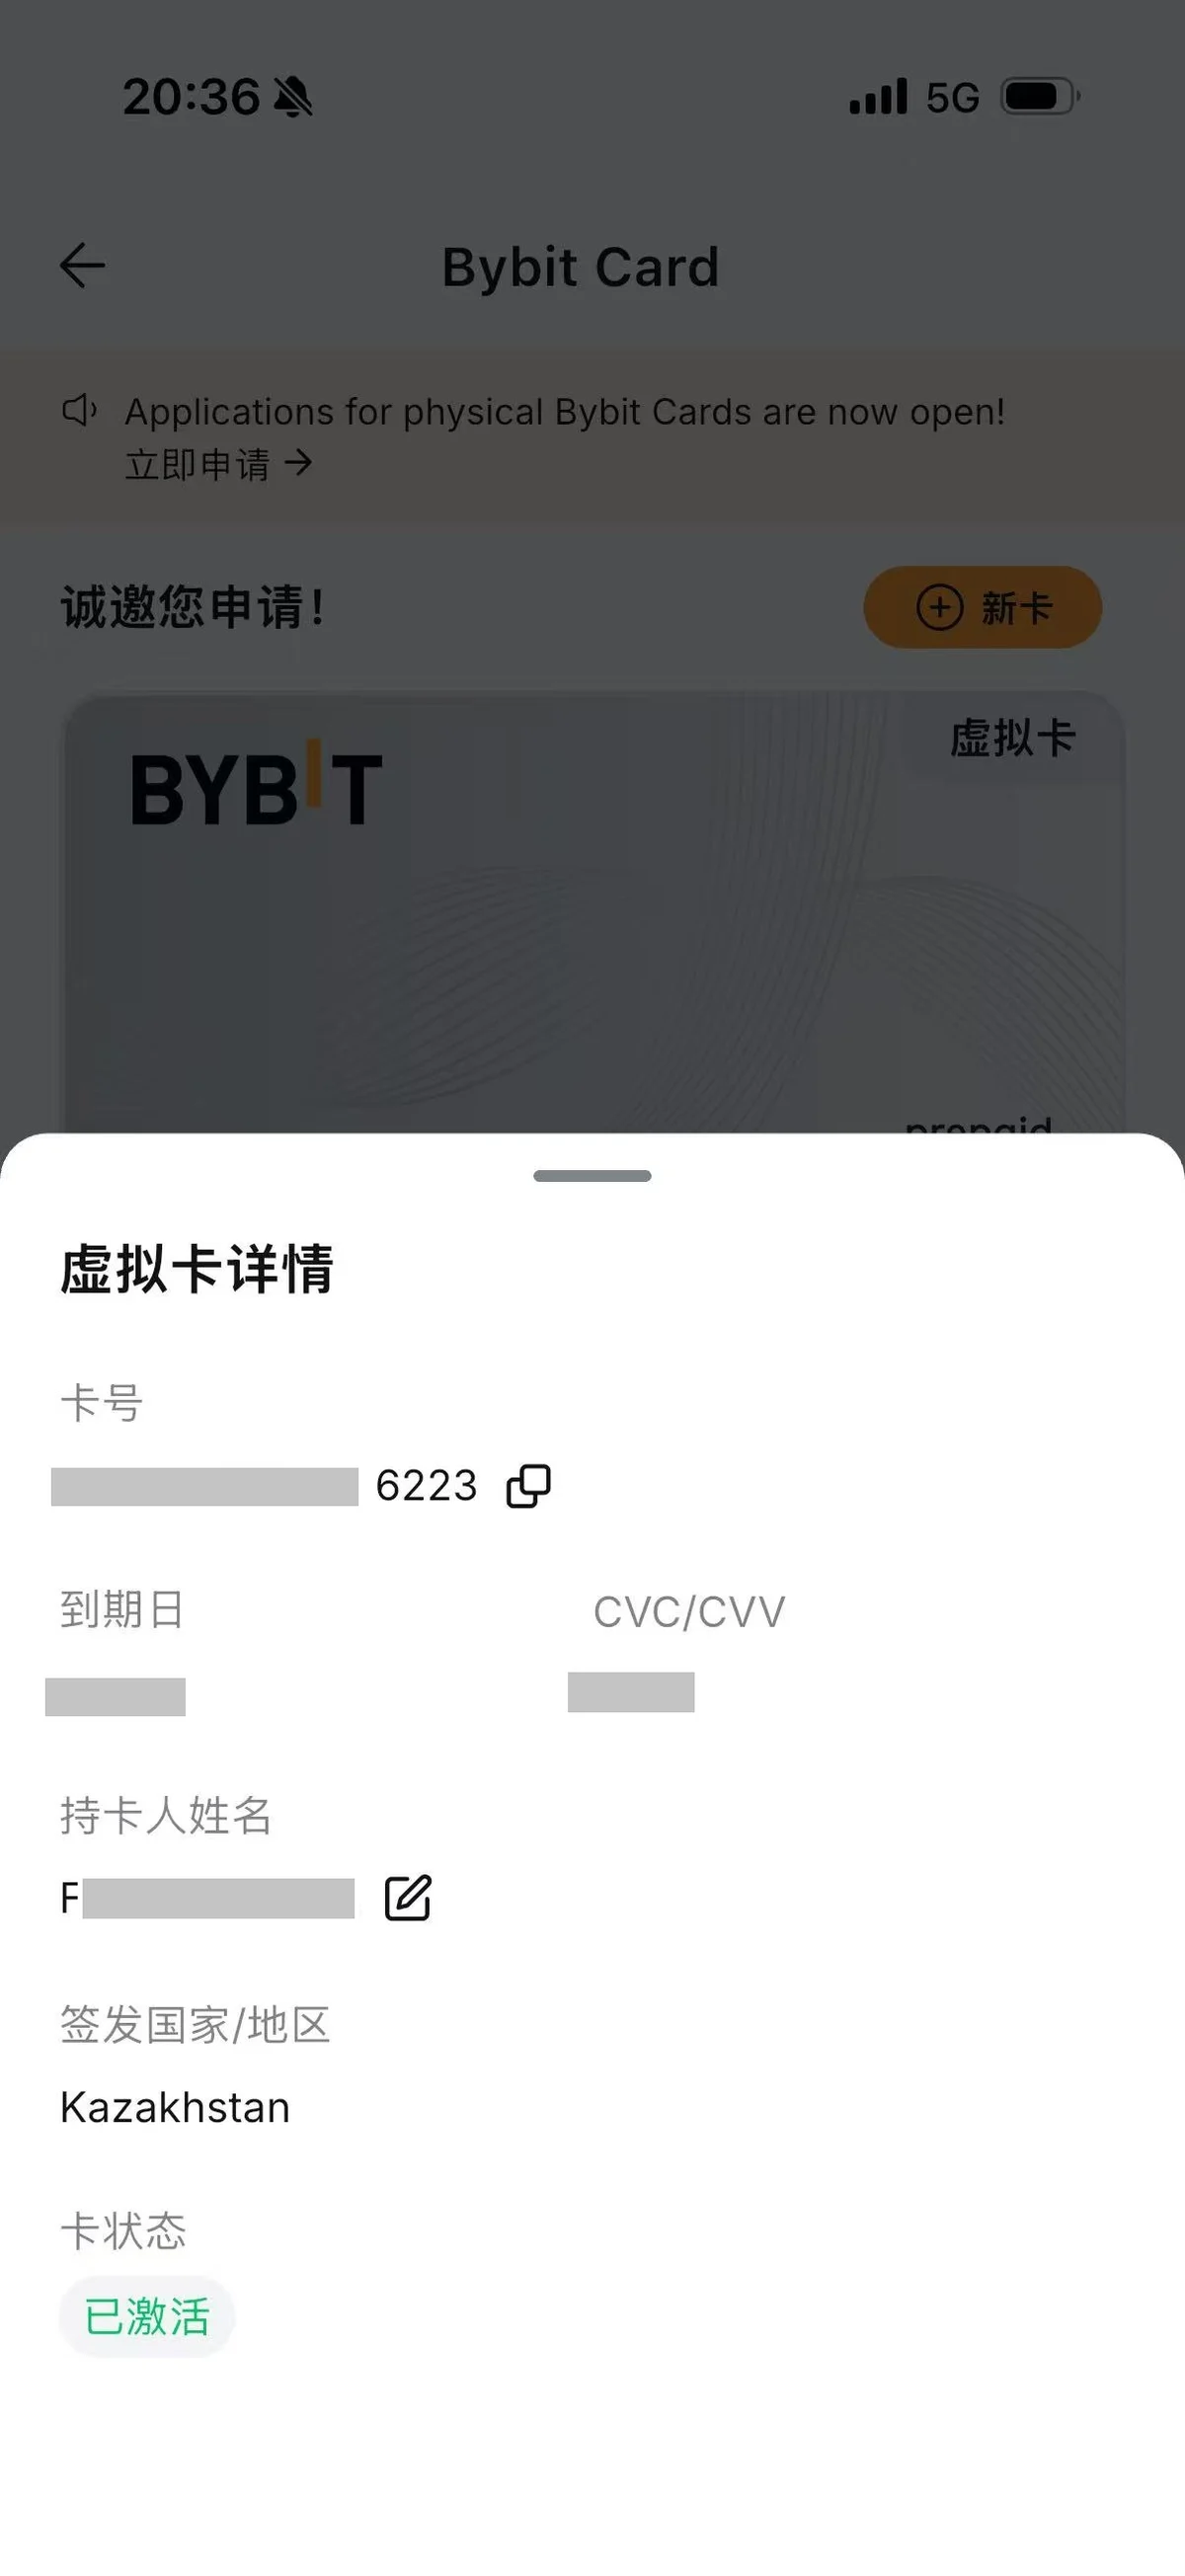 20:36
5G
Bybit Card
Applications for physical Bybit Cards are now open!
立即申请 →
诚邀您申请！
新卡
BYBIT
虚拟卡
prepaid
虚拟卡详情
卡号
6223
到期日
CVC/CVV
持卡人姓名
F
签发国家/地区
Kazakhstan
卡状态
已激活